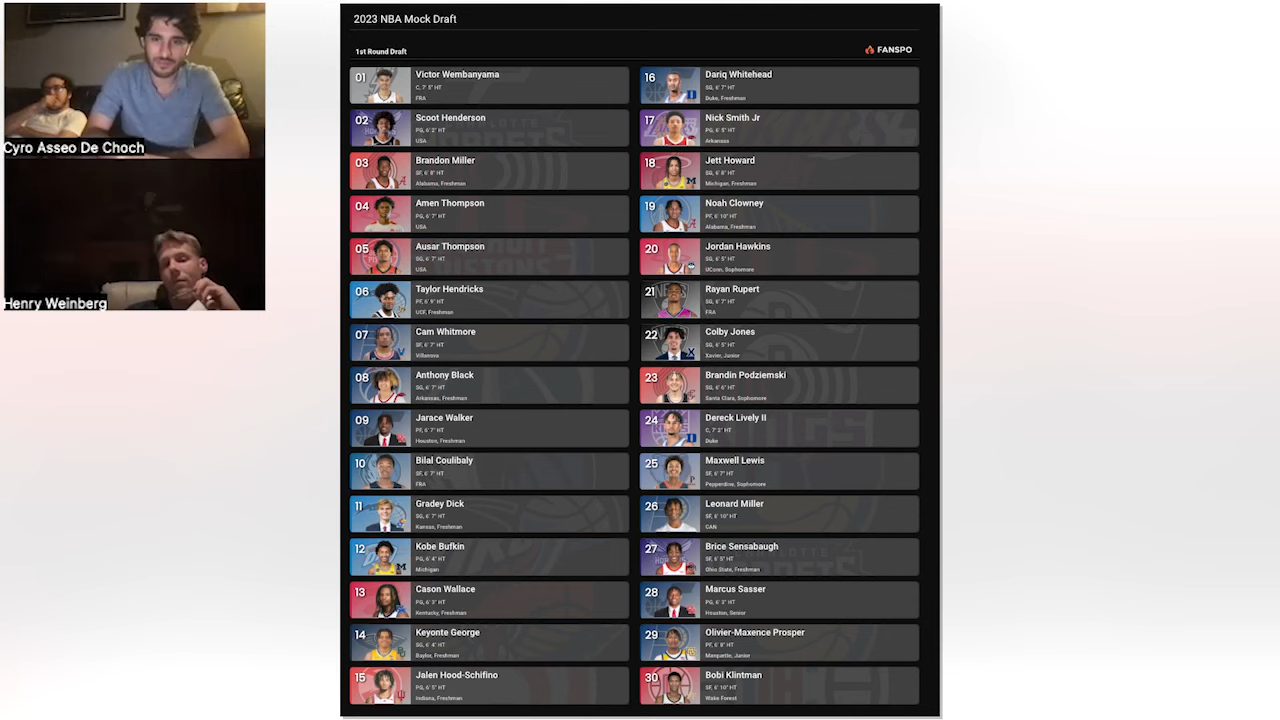 Cyro Asseo De Choch
Henry Weinberg
2023 NBA Mock Draft
1st Round Draft
FANSPO
01
Victor Wembanyama
C, 7' 5" HT
FRA
02
Scoot Henderson
PG, 6' 2" HT
USA
03
Brandon Miller
SF, 6' 8" HT
Alabama, Freshman
04
Amen Thompson
PG, 6' 7" HT
USA
05
Ausar Thompson
SG, 6' 7" HT
USA
06
Taylor Hendricks
PF, 6' 9" HT
UCF, Freshman
07
Cam Whitmore
SF, 6' 7" HT
Villanova
08
Anthony Black
SG, 6' 7" HT
Arkansas, Freshman
09
Jarace Walker
PF, 6' 7" HT
Houston, Freshman
10
Bilal Coulibaly
SF, 6' 7" HT
FRA
11
Gradey Dick
SG, 6' 7" HT
Kansas, Freshman
12
Kobe Bufkin
PG, 6' 4" HT
Michigan
13
Cason Wallace
PG, 6' 3" HT
Kentucky, Freshman
14
Keyonte George
SG, 6' 4" HT
Baylor, Freshman
15
Jalen Hood-Schifino
PG, 6' 5" HT
Indiana, Freshman
16
Dariq Whitehead
SG, 6' 7" HT
Duke, Freshman
17
Nick Smith Jr
PG, 6' 5" HT
Arkansas
18
Jett Howard
SG, 6' 8" HT
Michigan, Freshman
19
Noah Clowney
PF, 6' 10" HT
Alabama, Freshman
20
Jordan Hawkins
SG, 6' 5" HT
UConn, Sophomore
21
Rayan Rupert
SG, 6' 7" HT
FRA
22
Colby Jones
SG, 6' 5" HT
Xavier, Junior
23
Brandin Podziemski
SG, 6' 6" HT
Santa Clara, Sophomore
24
Dereck Lively II
C, 7' 2" HT
Duke
25
Maxwell Lewis
SF, 6' 7" HT
Pepperdine, Sophomore
26
Leonard Miller
SF, 6' 10" HT
CAN
27
Brice Sensabaugh
SF, 6' 5" HT
Ohio State, Freshman
28
Marcus Sasser
PG, 6' 3" HT
Houston, Senior
29
Olivier-Maxence Prosper
PF, 6' 8" HT
Marquette, Junior
30
Bobi Klintman
SF, 6' 10" HT
Wake Forest